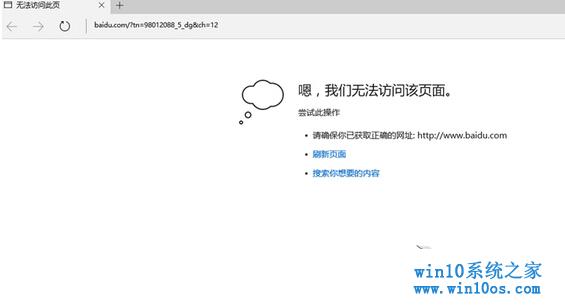 无法访问此页
baidu.com/?tn=98012088_5_dg&ch=12
嗯，我们无法访问该页面。
尝试此操作
请确保你已获取正确的网址: http://www.baidu.com
刷新页面
搜索你想要的内容
win10系统之家
www.win10os.com